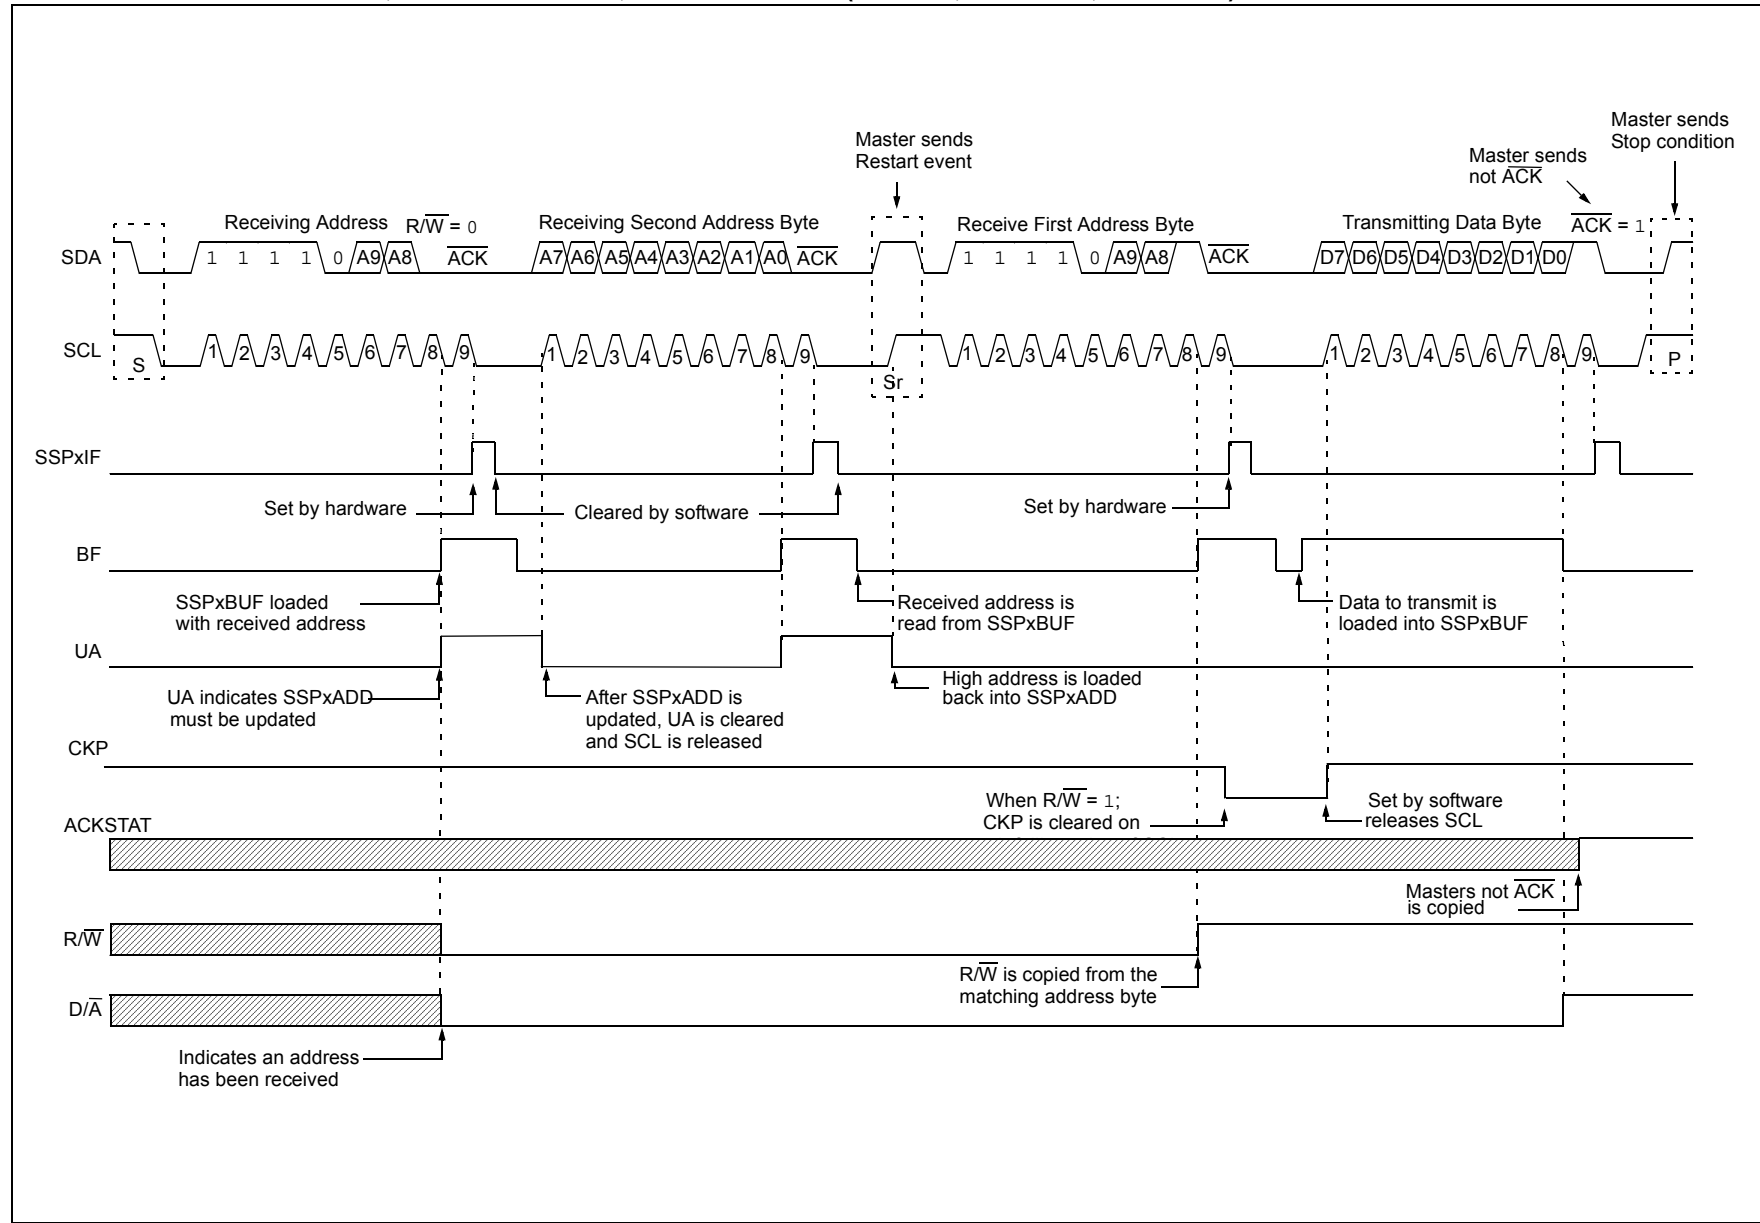 Master sends
Restart event
Master sends
not A̅C̅K̅
Master sends
Stop condition
Receiving Address R/W̅ = 0
Receiving Second Address Byte
Receive First Address Byte
Transmitting Data Byte
A̅C̅K̅ = 1
SDA 1 1 1 1 0 A9 A8 A̅C̅K̅ A7 A6 A5 A4 A3 A2 A1 A0 A̅C̅K̅ 1 1 1 1 0 A9 A8 A̅C̅K̅ D7 D6 D5 D4 D3 D2 D1 D0
SCL S 1 2 3 4 5 6 7 8 9 1 2 3 4 5 6 7 8 9 Sr 1 2 3 4 5 6 7 8 9 1 2 3 4 5 6 7 8 9 P
SSPxIF
Set by hardware
Cleared by software
Set by hardware
BF
SSPxBUF loaded
with received address
Received address is
read from SSPxBUF
Data to transmit is
loaded into SSPxBUF
UA
UA indicates SSPxADD
must be updated
After SSPxADD is
updated, UA is cleared
and SCL is released
High address is loaded
back into SSPxADD
CKP
When R/W̅ = 1;
CKP is cleared on
Set by software
releases SCL
ACKSTAT
Masters not A̅C̅K̅
is copied
R/W̅
R/W̅ is copied from the
matching address byte
D/A̅
Indicates an address
has been received